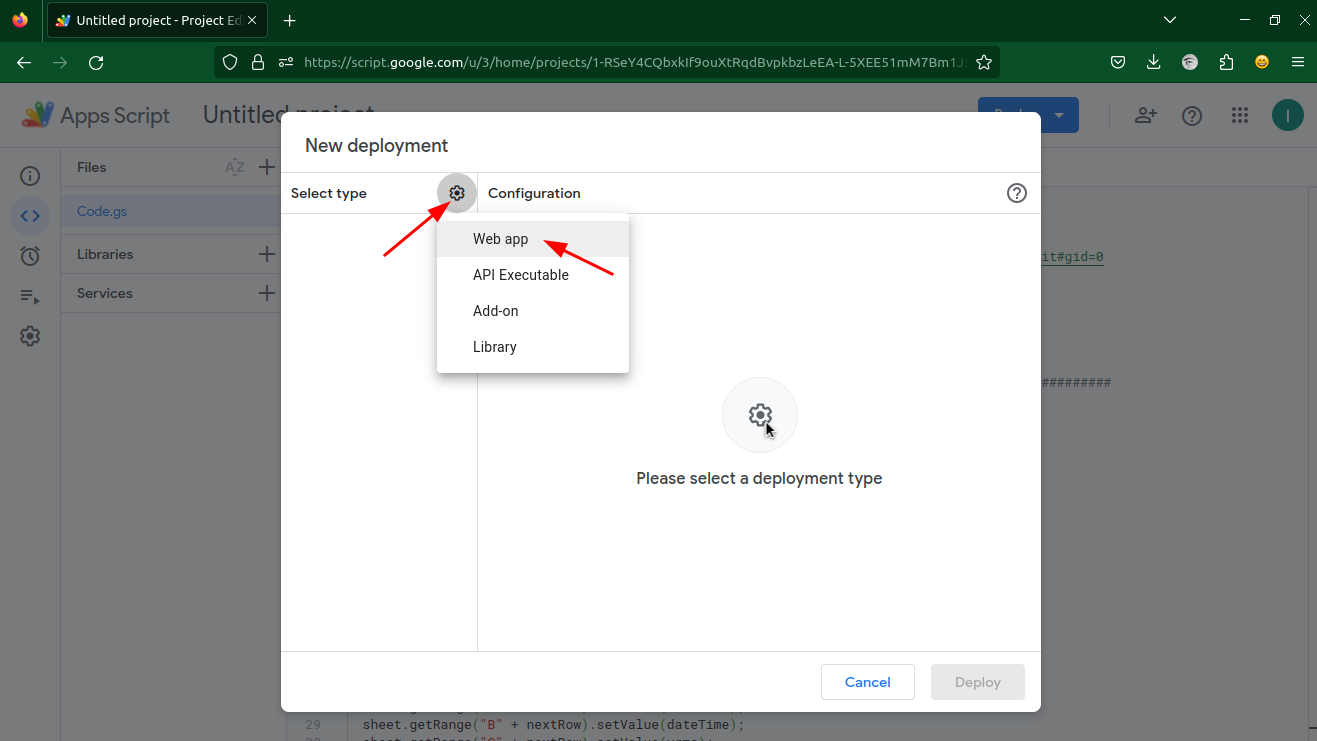 Untitled project - Project Ed
https://script.google.com/u/3/home/projects/1-RSeY4CQbxkIf9ouXtRqdBvpkbzLeEA-L-5XEE51mM7Bm1J
Apps Script
Untitled project
I
New deployment
Files
AZ
Select type
Configuration
Code.gs
Web app
Libraries
it#gid=0
API Executable
Services
Add-on
Library
#########
Please select a deployment type
Cancel
Deploy
29 sheet.getRange("B" + nextRow).setValue(dateTime);